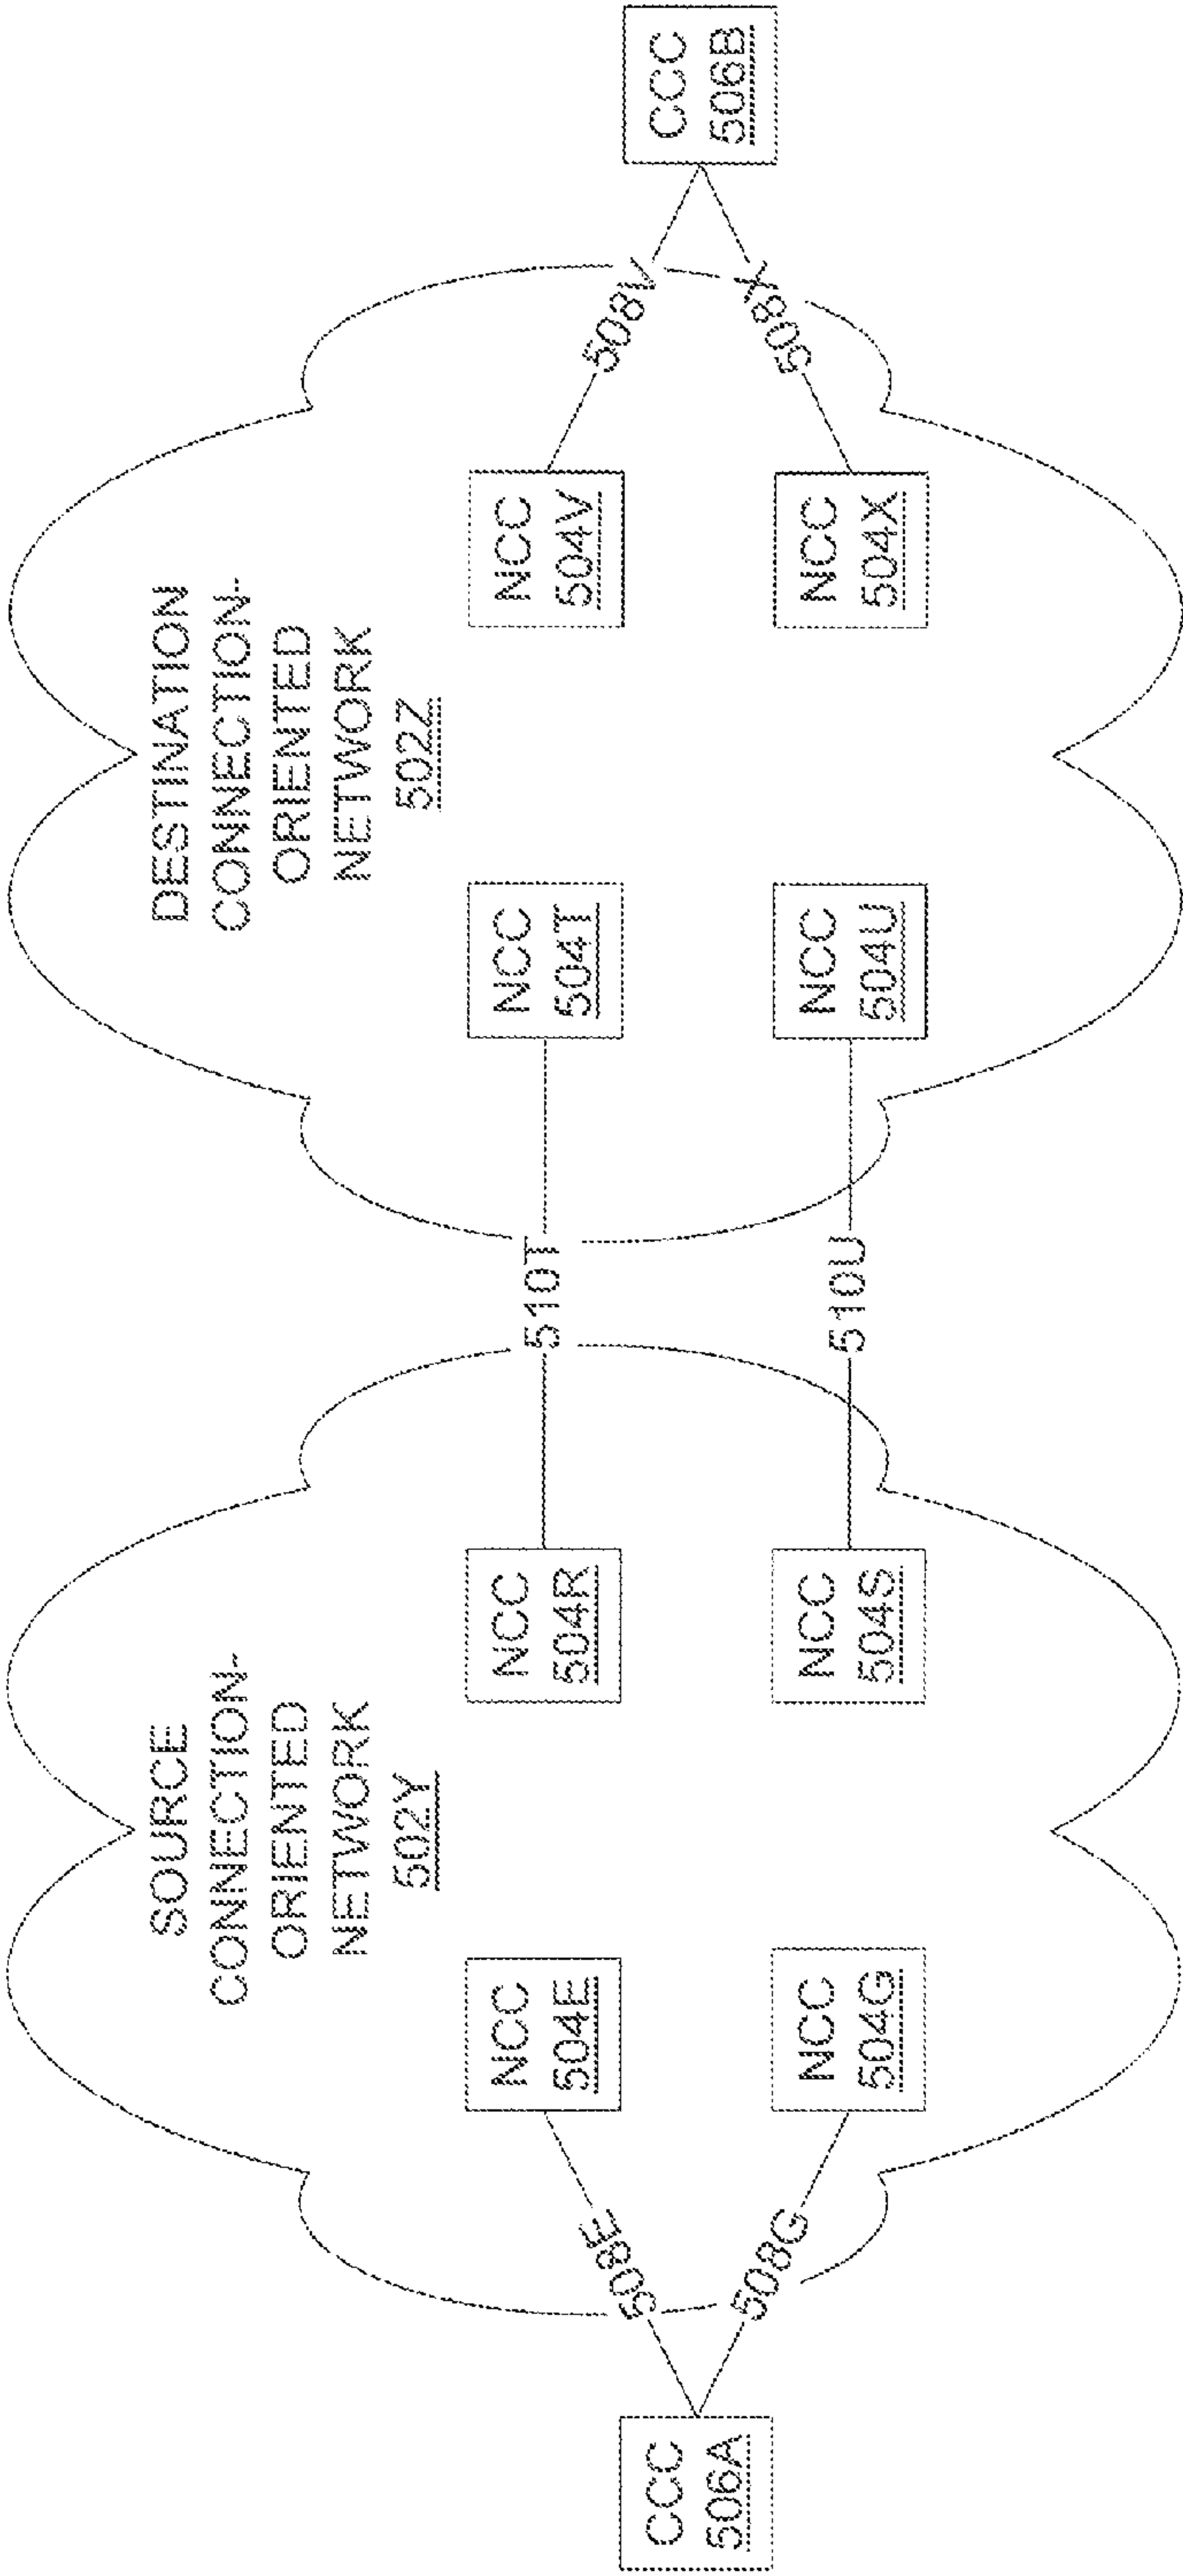 SOURCE
CONNECTION-
ORIENTED
NETWORK
502Y
DESTINATION
CONNECTION-
ORIENTED
NETWORK
502Z
CCC
506A
508E
508G
NCC
504E
NCC
504G
NCC
504R
NCC
504S
510T
510U
NCC
504T
NCC
504U
NCC
504V
NCC
504X
508V
508X
CCC
506B